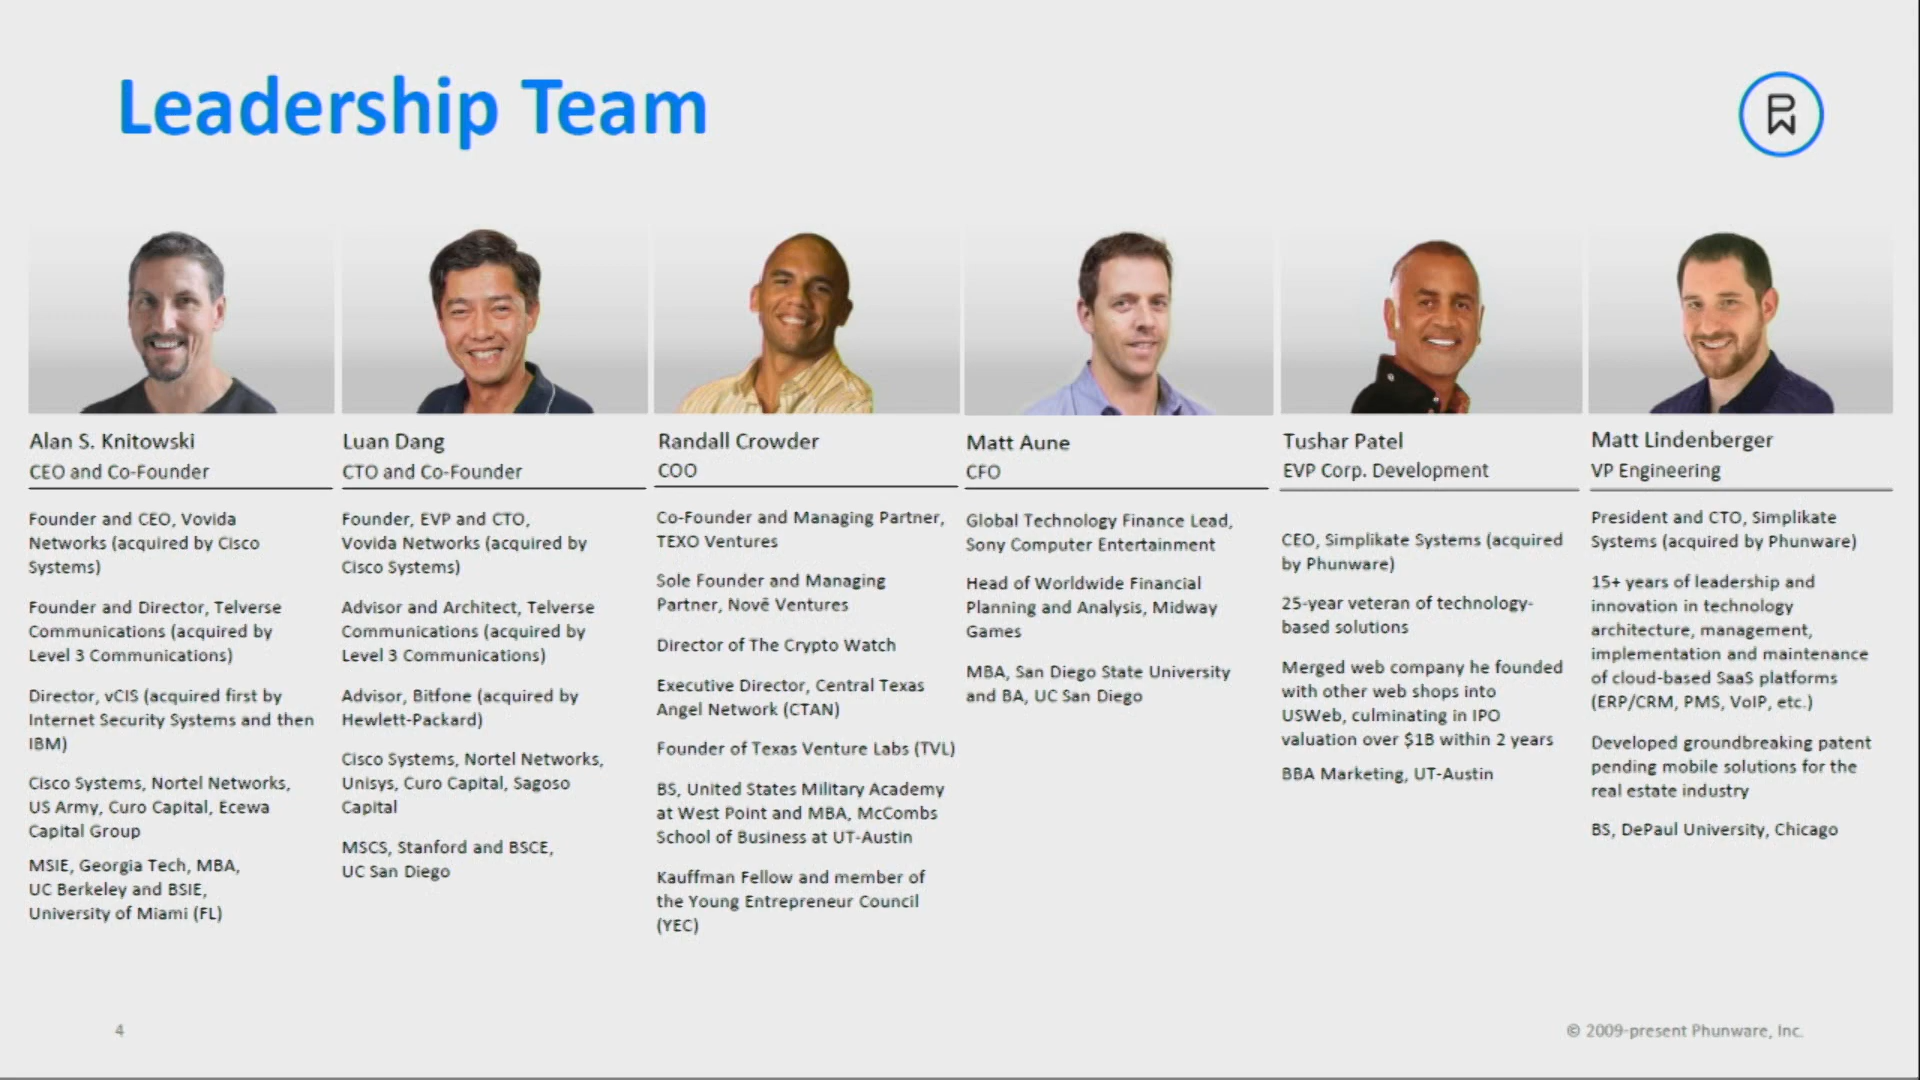 Leadership Team
Alan S. Knitowski
CEO and Co-Founder
Founder and CEO, Vovida
Networks (acquired by Cisco
Systems)
Founder and Director, Telverse
Communications (acquired by
Level 3 Communications)
Director, vCIS (acquired first by
Internet Security Systems and then
IBM)
Cisco Systems, Nortel Networks,
US Army, Curo Capital, Ecewa
Capital Group
MSIE, Georgia Tech, MBA,
UC Berkeley and BSIE,
University of Miami (FL)
Luan Dang
CTO and Co-Founder
Founder, EVP and CTO,
Vovida Networks (acquired by
Cisco Systems)
Advisor and Architect, Telverse
Communications (acquired by
Level 3 Communications)
Advisor, Bitfone (acquired by
Hewlett-Packard)
Cisco Systems, Nortel Networks,
Unisys, Curo Capital, Sagoso
Capital
MSCS, Stanford and BSCE,
UC San Diego
Randall Crowder
COO
Co-Founder and Managing Partner,
TEXO Ventures
Sole Founder and Managing
Partner, Novē Ventures
Director of The Crypto Watch
Executive Director, Central Texas
Angel Network (CTAN)
Founder of Texas Venture Labs (TVL)
BS, United States Military Academy
at West Point and MBA, McCombs
School of Business at UT-Austin
Kauffman Fellow and member of
the Young Entrepreneur Council
(YEC)
Matt Aune
CFO
Global Technology Finance Lead,
Sony Computer Entertainment
Head of Worldwide Financial
Planning and Analysis, Midway
Games
MBA, San Diego State University
and BA, UC San Diego
Tushar Patel
EVP Corp. Development
CEO, Simplikate Systems (acquired
by Phunware)
25-year veteran of technology-
based solutions
Merged web company he founded
with other web shops into
USWeb, culminating in IPO
valuation over $1B within 2 years
BBA Marketing, UT-Austin
Matt Lindenberger
VP Engineering
President and CTO, Simplikate
Systems (acquired by Phunware)
15+ years of leadership and
innovation in technology
architecture, management,
implementation and maintenance
of cloud-based SaaS platforms
(ERP/CRM, PMS, VoIP, etc.)
Developed groundbreaking patent
pending mobile solutions for the
real estate industry
BS, DePaul University, Chicago
4
© 2009-present Phunware, Inc.